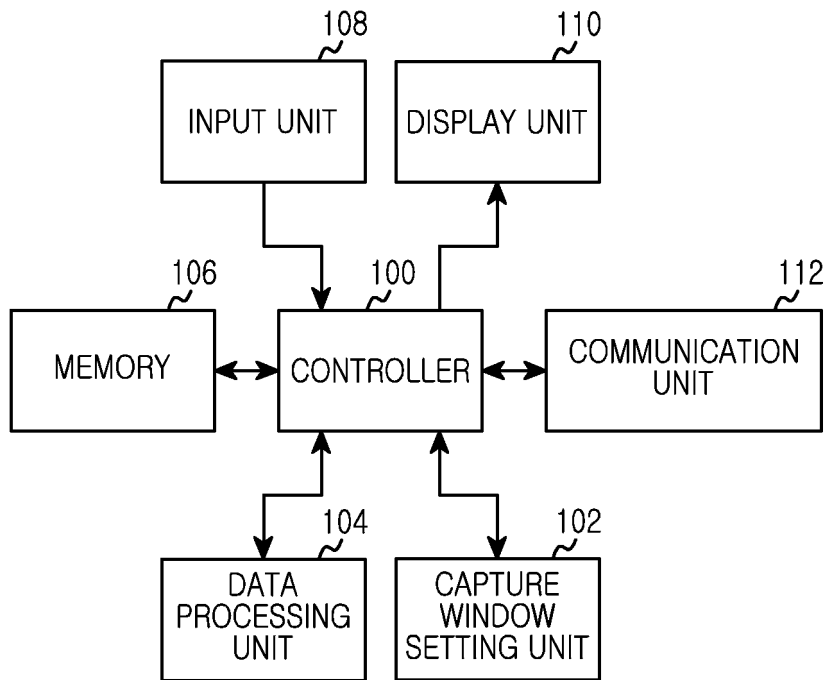 108
INPUT UNIT
110
DISPLAY UNIT
106
MEMORY
100
CONTROLLER
112
COMMUNICATION
UNIT
104
DATA
PROCESSING
UNIT
102
CAPTURE
WINDOW
SETTING UNIT